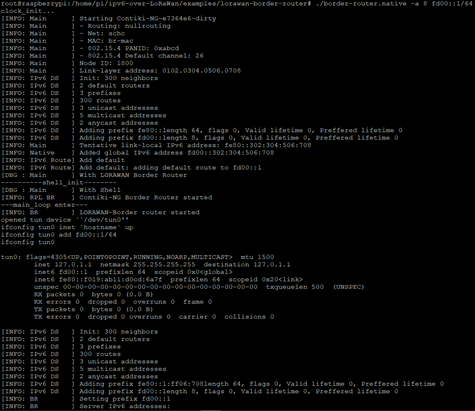 root@raspberrypi:/home/pi/ipv6-over-LoRaWan/examples/lorawan-border-router# ./border-router.native -a 8 fd00::1/64
clock_init...
[INFO: Main      ] Starting Contiki-NG-e7364e6-dirty
[INFO: Main      ] - Routing: nullrouting
[INFO: Main      ] - Net: schc
[INFO: Main      ] - MAC: br-mac
[INFO: Main      ] - 802.15.4 PANID: 0xabcd
[INFO: Main      ] - 802.15.4 Default channel: 26
[INFO: Main      ] Node ID: 1800
[INFO: Main      ] Link-layer address: 0102.0304.0506.0708
[INFO: IPv6 DS   ] Init: 300 neighbors
[INFO: IPv6 DS   ] 2 default routers
[INFO: IPv6 DS   ] 3 prefixes
[INFO: IPv6 DS   ] 300 routes
[INFO: IPv6 DS   ] 3 unicast addresses
[INFO: IPv6 DS   ] 5 multicast addresses
[INFO: IPv6 DS   ] 2 anycast addresses
[INFO: IPv6 DS   ] Adding prefix fe80::length 64, flags 0, Valid lifetime 0, Preffered lifetime 0
[INFO: IPv6 DS   ] Adding prefix fd00::length 8, flags 0, Valid lifetime 0, Preffered lifetime 0
[INFO: Main      ] Tentative link-local IPv6 address: fe80::302:304:506:708
[INFO: Native    ] Added global IPv6 address fd00::302:304:506:708
[INFO: IPv6 Route] Add default
[INFO: IPv6 Route] Add default: adding default route to fd00::1
[DBG : Main      ] With LORAWAN Border Router
----------shell_init--------
[DBG : Main      ] With Shell
[INFO: RPL BR    ] Contiki-NG Border Router started
---main_loop enter---
[INFO: BR        ] LORAWAN-Border router started
opened tun device ``/dev/tun0''
ifconfig tun0 inet `hostname` up
ifconfig tun0 add fd00::1/64
ifconfig tun0

tun0: flags=4305<UP,POINTOPOINT,RUNNING,NOARP,MULTICAST>  mtu 1500
        inet 127.0.1.1  netmask 255.255.255.255  destination 127.0.1.1
        inet6 fd00::1  prefixlen 64  scopeid 0x0<global>
        inet6 fe80::f019:ab11:d0cd:6a7f  prefixlen 64  scopeid 0x20<link>
        unspec 00-00-00-00-00-00-00-00-00-00-00-00-00-00-00-00  txqueuelen 500  (UNSPEC)
        RX packets 0  bytes 0 (0.0 B)
        RX errors 0  dropped 0  overruns 0  frame 0
        TX packets 0  bytes 0 (0.0 B)
        TX errors 0  dropped 0 overruns 0  carrier 0  collisions 0

[INFO: IPv6 DS   ] Init: 300 neighbors
[INFO: IPv6 DS   ] 2 default routers
[INFO: IPv6 DS   ] 3 prefixes
[INFO: IPv6 DS   ] 300 routes
[INFO: IPv6 DS   ] 3 unicast addresses
[INFO: IPv6 DS   ] 5 multicast addresses
[INFO: IPv6 DS   ] 2 anycast addresses
[INFO: IPv6 DS   ] Adding prefix fe80::1:ff06:708length 64, flags 0, Valid lifetime 0, Preffered lifetime 0
[INFO: IPv6 DS   ] Adding prefix fd00::length 8, flags 0, Valid lifetime 0, Preffered lifetime 0
[INFO: BR        ] Setting prefix fd00::1
[INFO: BR        ] Server IPv6 addresses: